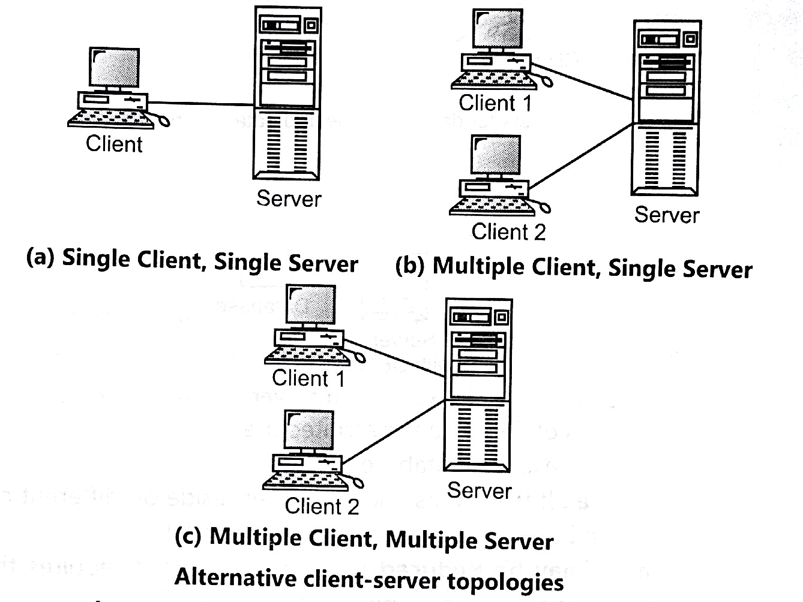 Client
Server
(a) Single Client, Single Server
Client 1
Client 2
Server
(b) Multiple Client, Single Server
Client 1
Client 2
Server
(c) Multiple Client, Multiple Server
Alternative client-server topologies